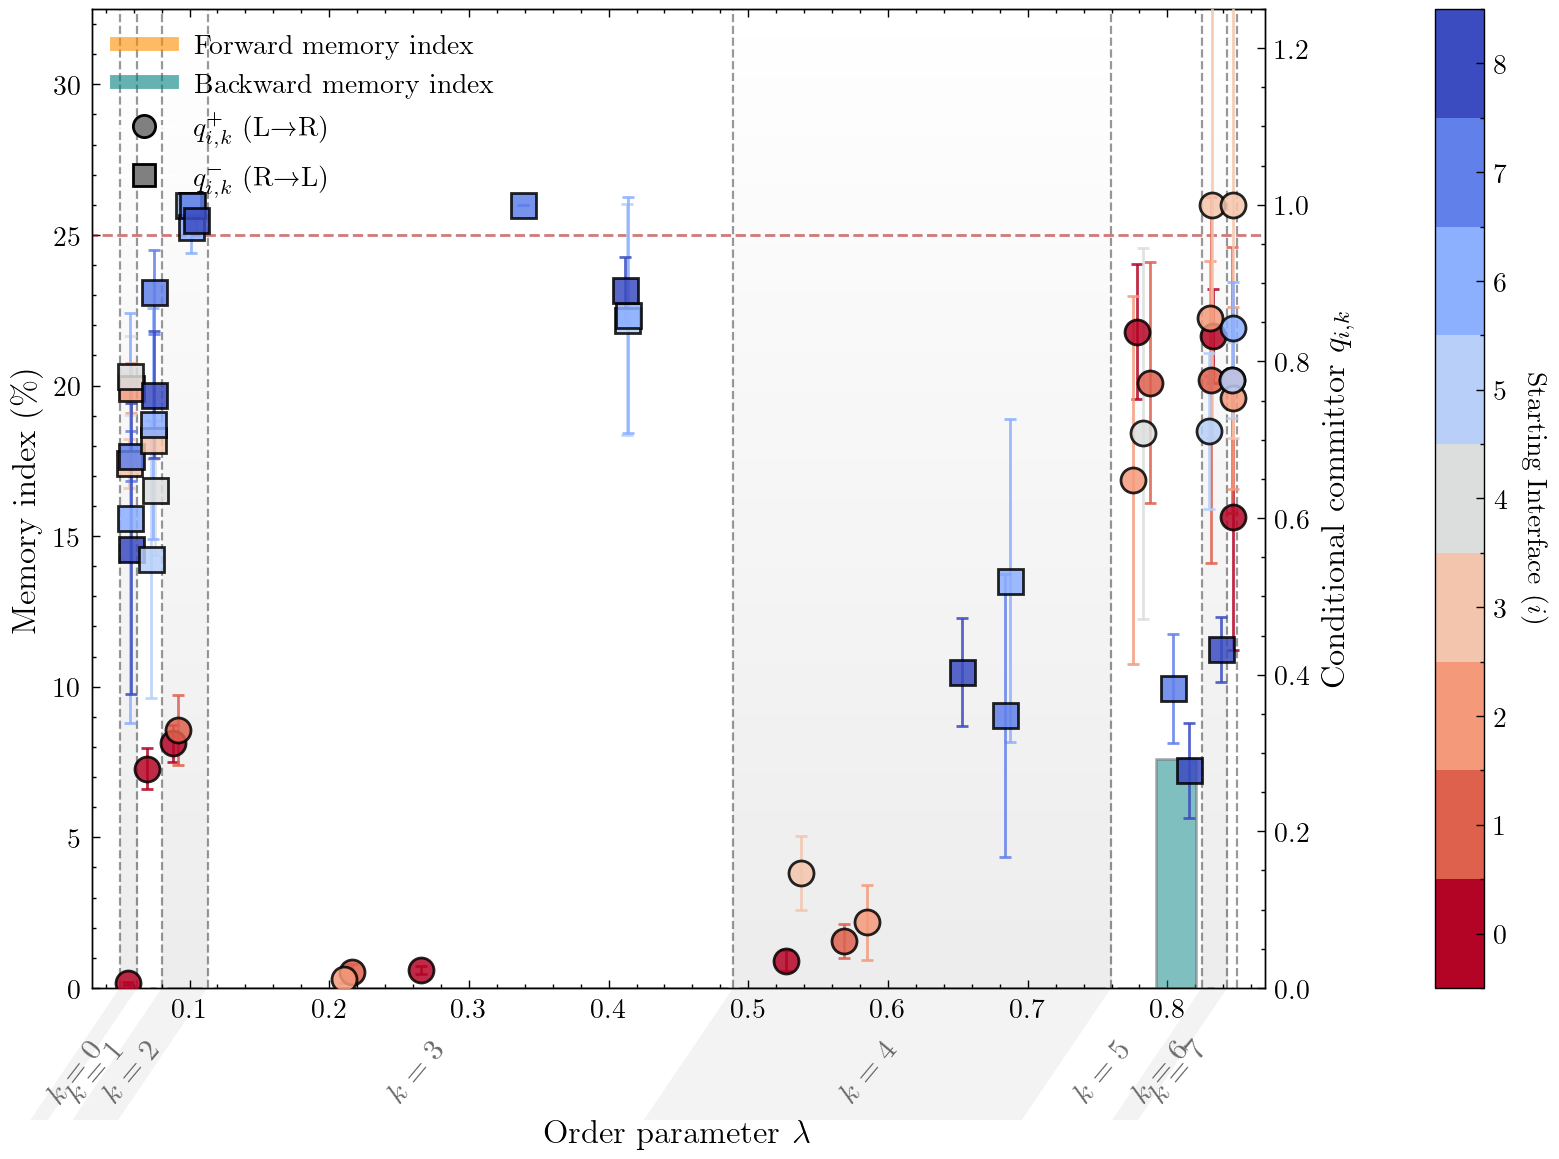 Forward memory index
Backward memory index
q⁺ᵢ,ₖ (L→R)
q⁻ᵢ,ₖ (R→L)
Memory index (%)
30
25
20
15
10
5
0
0.1
0.2
0.3
0.4
0.5
0.6
0.7
0.8
k = 0
k = 1
k = 2
k = 3
k = 4
k = 5
k = 6
k = 7
Order parameter λ
1.2
1.0
0.8
0.6
0.4
0.2
0.0
Conditional committor qᵢ,ₖ
8
7
6
5
4
3
2
1
0
Starting Interface (i)